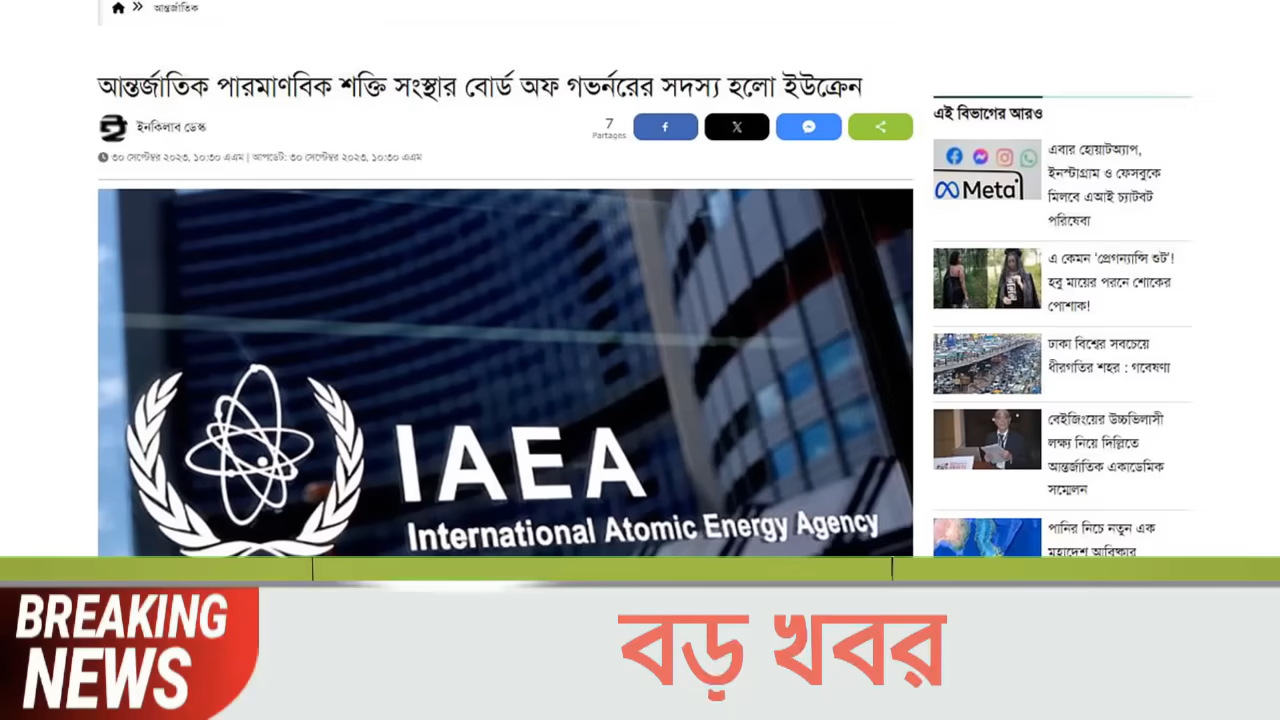 আন্তর্জাতিক
আন্তর্জাতিক পারমাণবিক শক্তি সংস্থার বোর্ড অফ গভর্নরের সদস্য হলো ইউক্রেন
ইনকিলাব ডেস্ক
7
Partages
৩০ সেপ্টেম্বর ২০২৩, ১০:৩০ এএম | আপডেট: ৩০ সেপ্টেম্বর ২০২৩, ১০:৩০ এএম
IAEA
International Atomic Energy Agency
এই বিভাগের আরও
Meta
এবার হোয়াটঅ্যাপ,
ইনস্টাগ্রাম ও ফেসবুকে
মিলবে এআই চ্যাটবট
পরিষেবা
এ কেমন ‘প্রেগন্যান্সি শুট’!
হবু মায়ের পরনে শোকের
পোশাক!
ঢাকা বিশ্বের সবচেয়ে
ধীরগতির শহর : গবেষণা
বেইজিংয়ের উচ্চভিলাসী
লক্ষ্য নিয়ে দিল্লিতে
আন্তর্জাতিক একাডেমিক
সম্মেলন
পানির নিচে নতুন এক
মহাদেশ আবিষ্কার
BREAKING
NEWS
বড় খবর